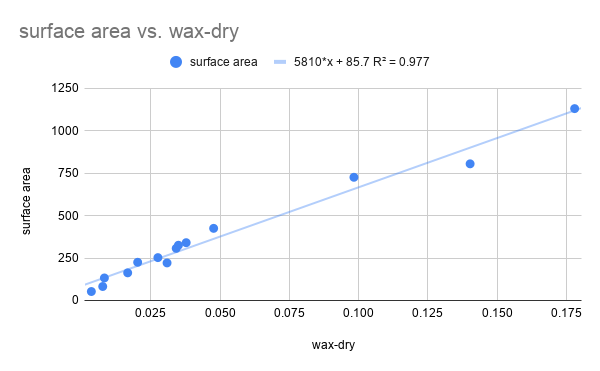 surface area vs. wax-dry
surface area 5810*x + 85.7 R² = 0.977
1250
1000
750
500
250
0
surface area
0.025 0.050 0.075 0.100 0.125 0.150 0.175
wax-dry